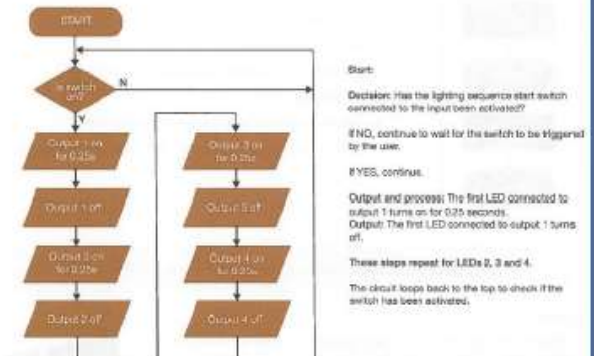 START
Is switch
on?
N
Y
Output 1 on
for 0.25s
Output 1 off
Output 2 on
for 0.25s
Output 2 off
Output 3 on
for 0.25s
Output 3 off
Output 4 on
for 0.25s
Output 4 off
Start:
Decision: Has the lighting sequence start switch
connected to the input been activated?
If NO, continue to wait for the switch to be triggered
by the user.
If YES, continue.
Output and process: The first LED connected to
output 1 turns on for 0.25 seconds.
Output: The first LED connected to output 1 turns
off.
These steps repeat for LEDs 2, 3 and 4.
The circuit loops back to the top to check if the
switch has been activated.